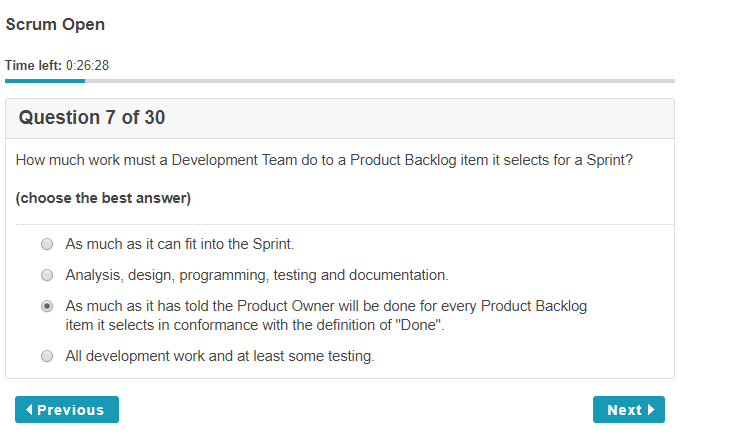 Scrum Open
Time left: 0:26:28
Question 7 of 30
How much work must a Development Team do to a Product Backlog item it selects for a Sprint?
(choose the best answer)
As much as it can fit into the Sprint.
Analysis, design, programming, testing and documentation.
As much as it has told the Product Owner will be done for every Product Backlog
item it selects in conformance with the definition of "Done".
All development work and at least some testing.
Previous
Next